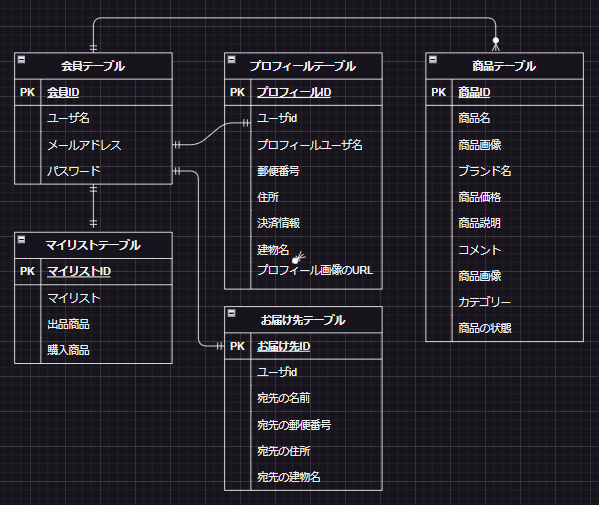 会員テーブル
PK 会員ID
ユーザ名
メールアドレス
パスワード
マイリストテーブル
PK マイリストID
マイリスト
出品商品
購入商品
プロフィールテーブル
PK プロフィールID
ユーザid
プロフィールユーザ名
郵便番号
住所
決済情報
建物名
プロフィール画像のURL
お届け先テーブル
PK お届け先ID
ユーザid
宛先の名前
宛先の郵便番号
宛先の住所
宛先の建物名
商品テーブル
PK 商品ID
商品名
商品画像
ブランド名
商品価格
商品説明
コメント
商品画像
カテゴリー
商品の状態